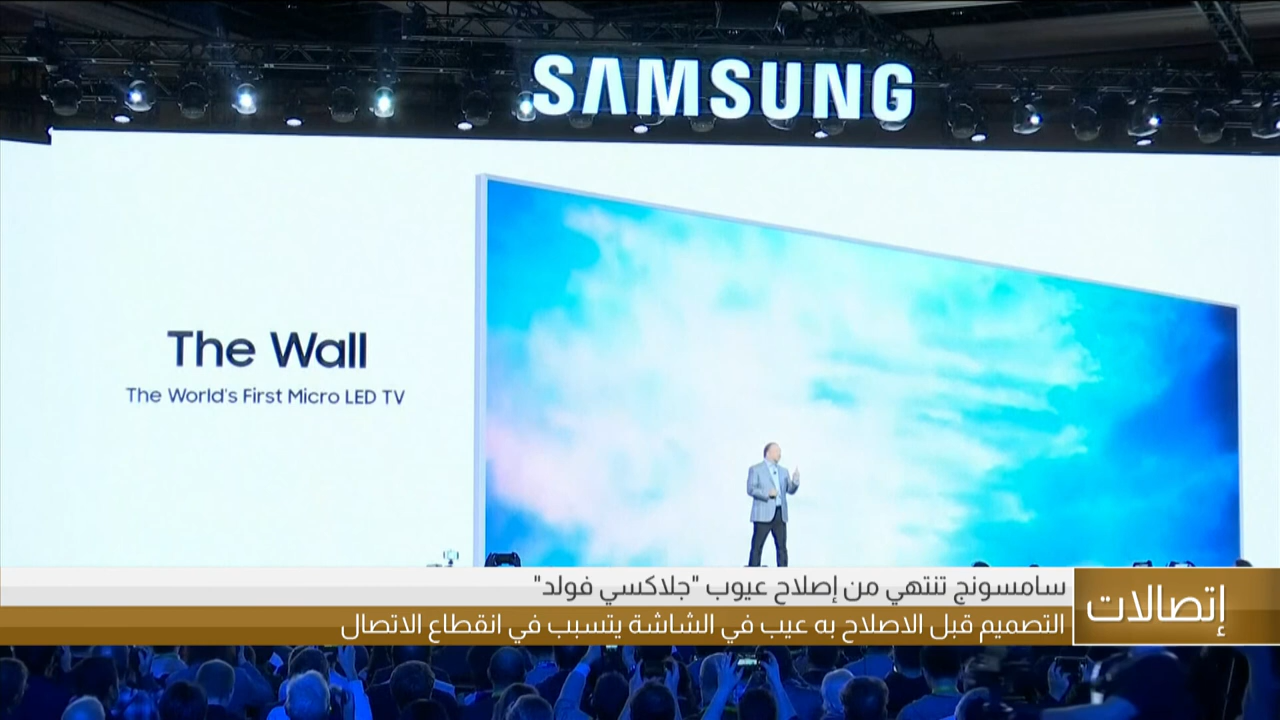 SAMSUNG
The Wall
The World's First Micro LED TV
سامسونج تنتهي من إصلاح عيوب "جلاكسي فولد"
إتصالات
التصميم قبل الاصلاح به عيب في الشاشة يتسبب في انقطاع الاتصال